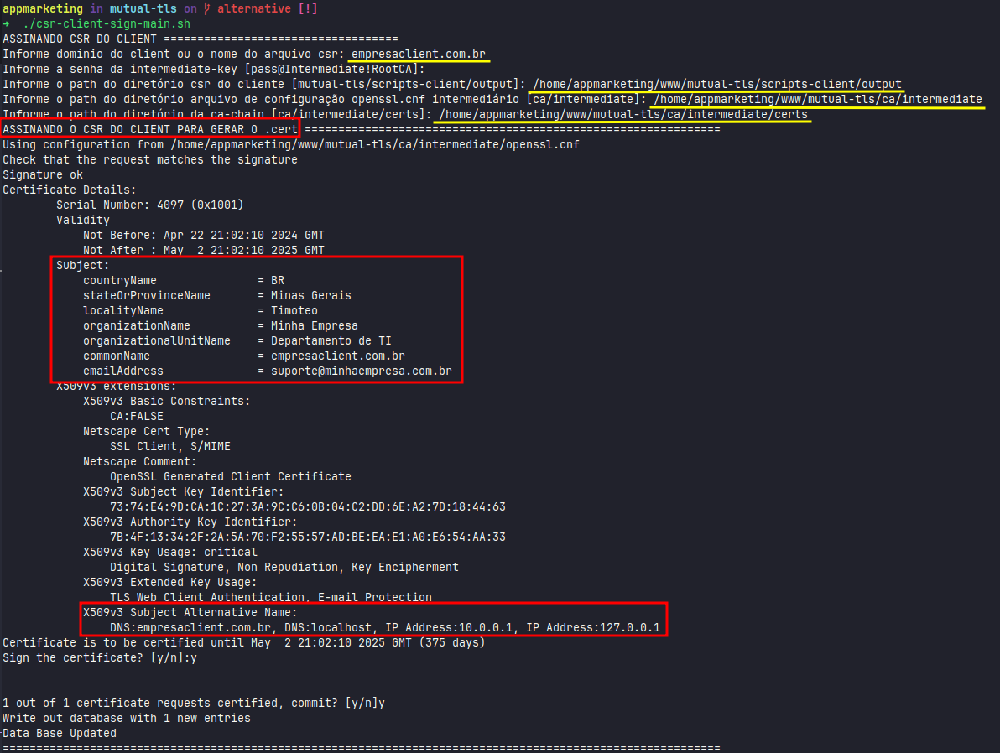 appmarketing in mutual-tls on alternative [!]
➜ ./csr-client-sign-main.sh
ASSINANDO CSR DO CLIENT ===================================
Informe domínio do client ou o nome do arquivo csr: empresaclient.com.br
Informe a senha da intermediate-key [pass@Intermediate!RootCA]:
Informe o path do diretório csr do cliente [mutual-tls/scripts-client/output]: /home/appmarketing/www/mutual-tls/scripts-client/output
Informe o path do diretório arquivo de configuração openssl.cnf intermediário [ca/intermediate]: /home/appmarketing/www/mutual-tls/ca/intermediate
Informe o path do diretório da ca-chain [ca/intermediate/certs]: /home/appmarketing/www/mutual-tls/ca/intermediate/certs
ASSINANDO O CSR DO CLIENT PARA GERAR O .cert ==============================================================
Using configuration from /home/appmarketing/www/mutual-tls/ca/intermediate/openssl.cnf
Check that the request matches the signature
Signature ok
Certificate Details:
Serial Number: 4097 (0x1001)
Validity
Not Before: Apr 22 21:02:10 2024 GMT
Not After : May  2 21:02:10 2025 GMT
Subject:
countryName = BR
stateOrProvinceName = Minas Gerais
localityName = Timoteo
organizationName = Minha Empresa
organizationalUnitName = Departamento de TI
commonName = empresaclient.com.br
emailAddress = suporte@minhaempresa.com.br
X509v3 extensions:
X509v3 Basic Constraints:
CA:FALSE
Netscape Cert Type:
SSL Client, S/MIME
Netscape Comment:
OpenSSL Generated Client Certificate
X509v3 Subject Key Identifier:
73:74:E4:9D:CA:1C:27:3A:9C:C6:0B:04:C2:DD:6E:A2:7D:18:44:63
X509v3 Authority Key Identifier:
7B:4F:13:34:2F:2A:5A:70:F2:55:57:AD:BE:EA:E1:A0:E6:54:AA:33
X509v3 Key Usage: critical
Digital Signature, Non Repudiation, Key Encipherment
X509v3 Extended Key Usage:
TLS Web Client Authentication, E-mail Protection
X509v3 Subject Alternative Name:
DNS:empresaclient.com.br, DNS:localhost, IP Address:10.0.0.1, IP Address:127.0.0.1
Certificate is to be certified until May  2 21:02:10 2025 GMT (375 days)
Sign the certificate? [y/n]:y
1 out of 1 certificate requests certified, commit? [y/n]y
Write out database with 1 new entries
Data Base Updated
===========================================================================================================